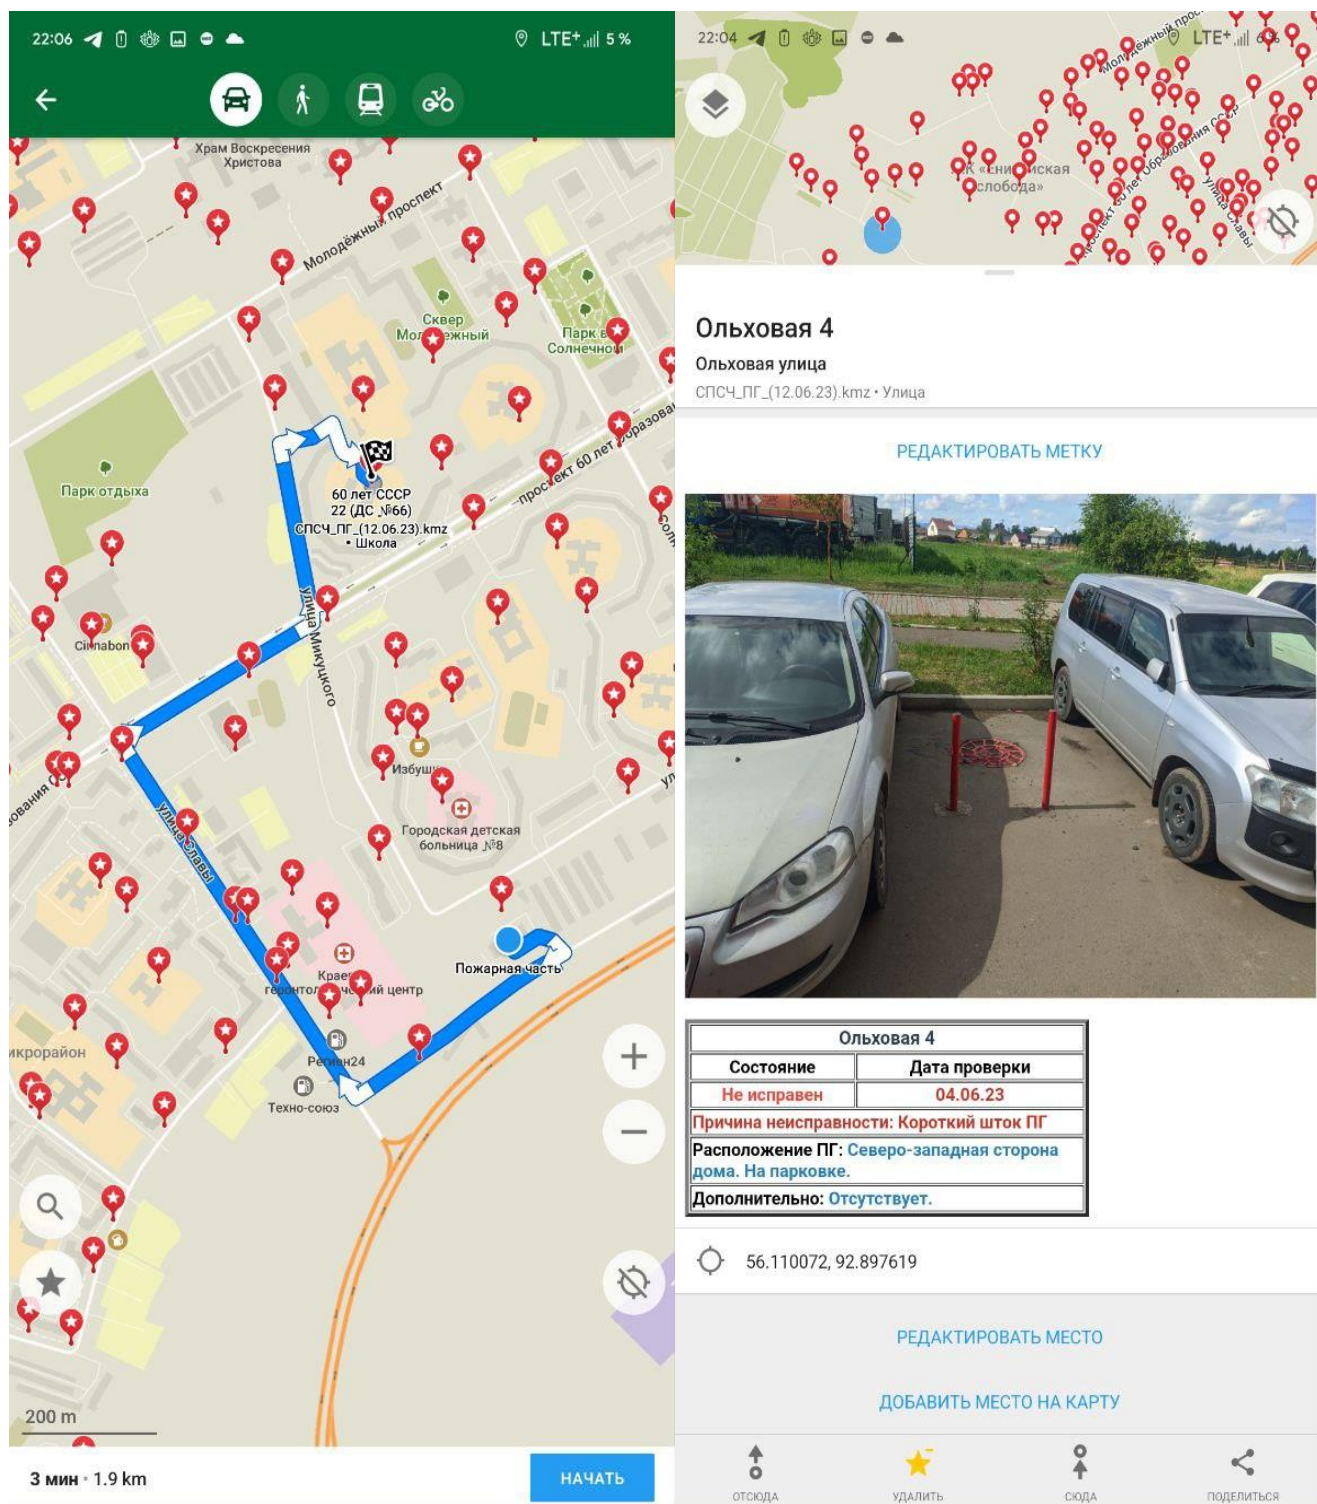 22:06
LTE+
5 %
Храм Воскресения
Христова
Молодёжный проспект
Сквер
Парк в
Солнечном
Парк отдыха
60 лет СССР
22 (ДС №66)
СПСЧ_ПГ_(12.06.23).kmz
• Школа
улица Микуцкого
Городская детская
больница №8
улица Славы
Пожарная часть
Регион24
Техно-союз
200 m
3 мин • 1.9 km
НАЧАТЬ
22:04
LTE+
улица Славы
Ольховая 4
Ольховая улица
СПСЧ_ПГ_(12.06.23).kmz • Улица
РЕДАКТИРОВАТЬ МЕТКУ
Ольховая 4
Состояние
Дата проверки
Не исправен
04.06.23
Причина неисправности: Короткий шток ПГ
Расположение ПГ: Северо-западная сторона
дома. На парковке.
Дополнительно: Отсутствует.
56.110072, 92.897619
РЕДАКТИРОВАТЬ МЕСТО
ДОБАВИТЬ МЕСТО НА КАРТУ
ОТСЮДА
УДАЛИТЬ
СЮДА
ПОДЕЛИТЬСЯ